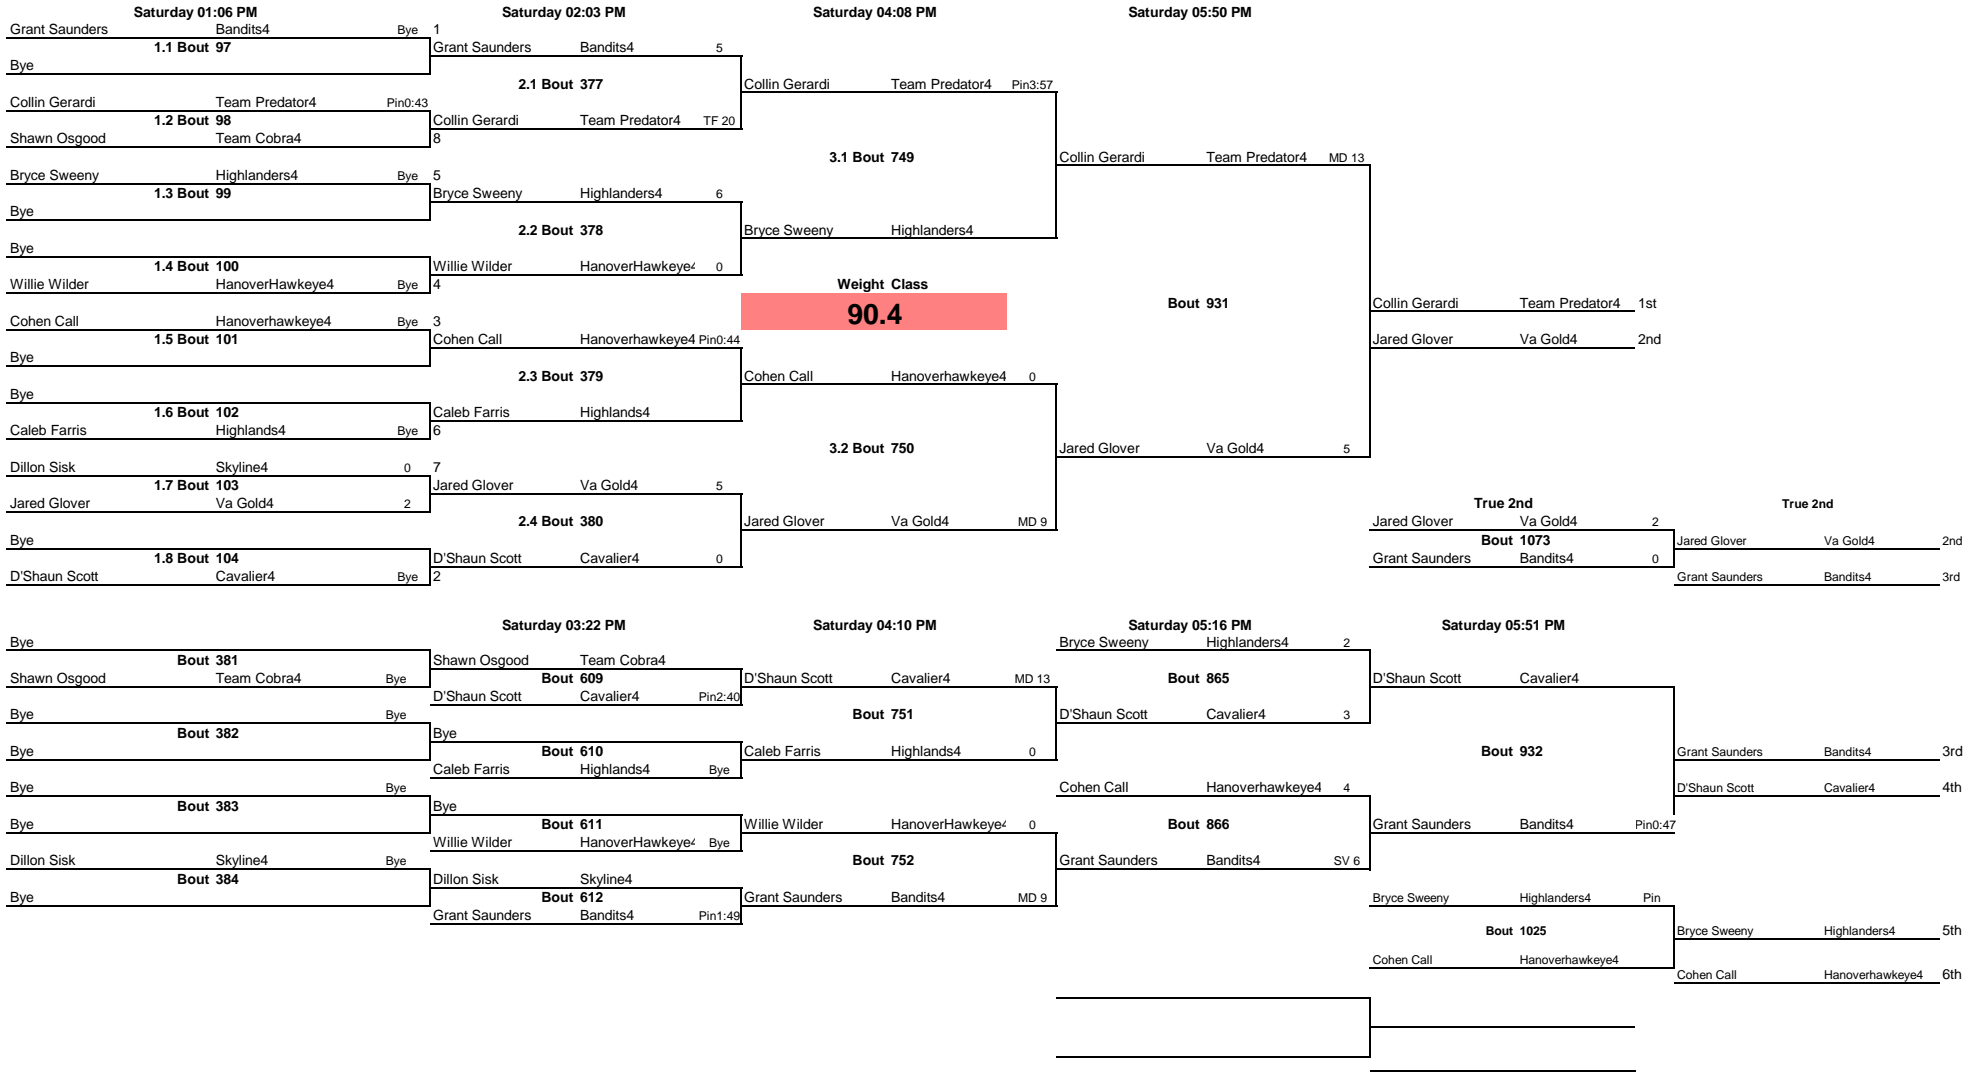 Saturday 01:06 PM Saturday 02:03 PM Saturday 04:08 PM Saturday 05:50 PM
Grant Saunders Bandits4 Bye 1
1.1 Bout 97 Grant Saunders Bandits4 5
Bye
2.1 Bout 377 Collin Gerardi Team Predator4 Pin3:57
Collin Gerardi Team Predator4 Pin0:43
1.2 Bout 98 Collin Gerardi Team Predator4 TF 20
Shawn Osgood Team Cobra4 8
3.1 Bout 749 Collin Gerardi Team Predator4 MD 13
Bryce Sweeny Highlanders4 Bye 5
1.3 Bout 99 Bryce Sweeny Highlanders4 6
Bye
2.2 Bout 378 Bryce Sweeny Highlanders4
Bye
1.4 Bout 100 Willie Wilder HanoverHawkeye4 0
Willie Wilder HanoverHawkeye4 Bye 4 Weight Class
Bout 931 Collin Gerardi Team Predator4 1st
90.4
Cohen Call Hanoverhawkeye4 Bye 3
1.5 Bout 101 Cohen Call Hanoverhawkeye4 Pin0:44 Jared Glover Va Gold4 2nd
Bye
2.3 Bout 379 Cohen Call Hanoverhawkeye4 0
Bye
1.6 Bout 102 Caleb Farris Highlands4
Caleb Farris Highlands4 Bye 6
3.2 Bout 750 Jared Glover Va Gold4 5
Dillon Sisk Skyline4 0 7
1.7 Bout 103 Jared Glover Va Gold4 5
Jared Glover Va Gold4 2 True 2nd True 2nd
2.4 Bout 380 Jared Glover Va Gold4 MD 9 Jared Glover Va Gold4 2
Bye Bout 1073 Jared Glover Va Gold4 2nd
1.8 Bout 104 D'Shaun Scott Cavalier4 0 Grant Saunders Bandits4 0
D'Shaun Scott Cavalier4 Bye 2 Grant Saunders Bandits4 3rd
Saturday 03:22 PM Saturday 04:10 PM Saturday 05:16 PM Saturday 05:51 PM
Bye Bryce Sweeny Highlanders4 2
Bout 381 Shawn Osgood Team Cobra4
Shawn Osgood Team Cobra4 Bye Bout 609 D'Shaun Scott Cavalier4 MD 13 Bout 865 D'Shaun Scott Cavalier4
D'Shaun Scott Cavalier4 Pin2:40
Bye Bye Bout 751 D'Shaun Scott Cavalier4 3
Bout 382 Bye
Bye Bout 610 Caleb Farris Highlands4 0 Bout 932 Grant Saunders Bandits4 3rd
Caleb Farris Highlands4 Bye
Bye Bye Cohen Call Hanoverhawkeye4 4 D'Shaun Scott Cavalier4 4th
Bout 383 Bye
Bye Bout 611 Willie Wilder HanoverHawkeye4 0 Bout 866 Grant Saunders Bandits4 Pin0:47
Willie Wilder HanoverHawkeye4 Bye
Dillon Sisk Skyline4 Bye Bout 752 Grant Saunders Bandits4 SV 6
Bout 384 Dillon Sisk Skyline4
Bye Bout 612 Grant Saunders Bandits4 MD 9 Bryce Sweeny Highlanders4 Pin
Grant Saunders Bandits4 Pin1:49
Bout 1025 Bryce Sweeny Highlanders4 5th
Cohen Call Hanoverhawkeye4
Cohen Call Hanoverhawkeye4 6th